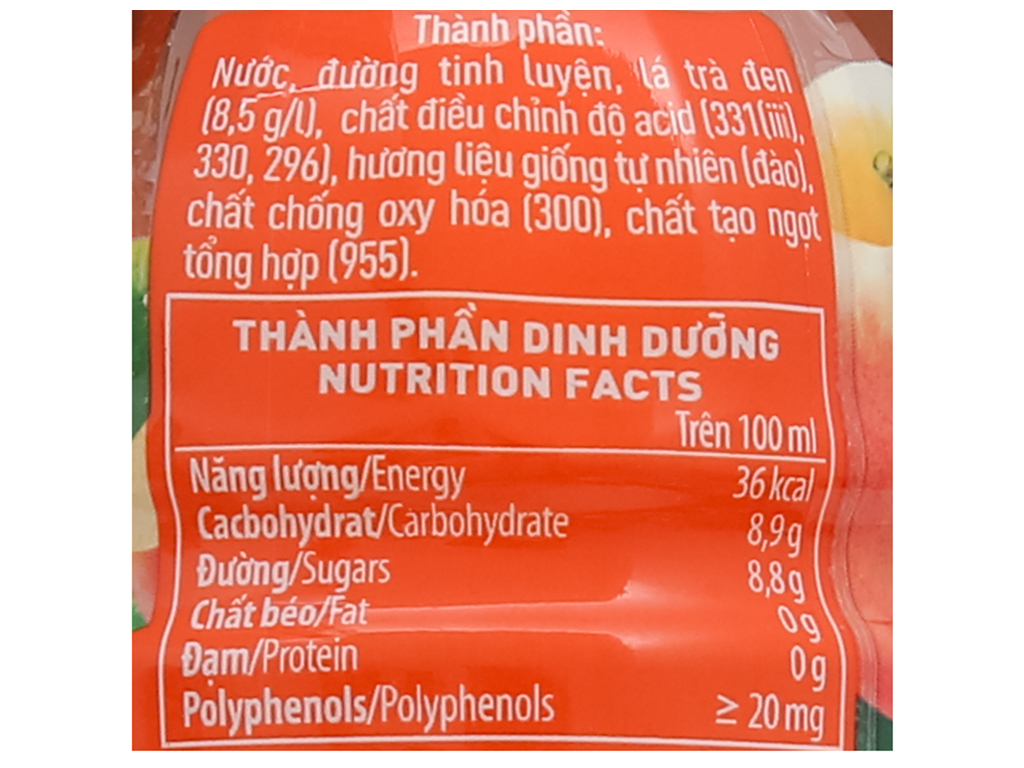 Thành phần:
Nước, đường tinh luyện, lá trà đen
(8,5 g/l), chất điều chỉnh độ acid (331(iii),
330, 296), hương liệu giống tự nhiên (đào),
chất chống oxy hóa (300), chất tạo ngọt
tổng hợp (955).
THÀNH PHẦN DINH DƯỠNG
NUTRITION FACTS
Trên 100 ml
Năng lượng/Energy 36 kcal
Cacbohydrat/Carbohydrate 8,9 g
Đường/Sugars 8,8 g
Chất béo/Fat 0 g
Đạm/Protein 0 g
Polyphenols/Polyphenols ≥ 20 mg